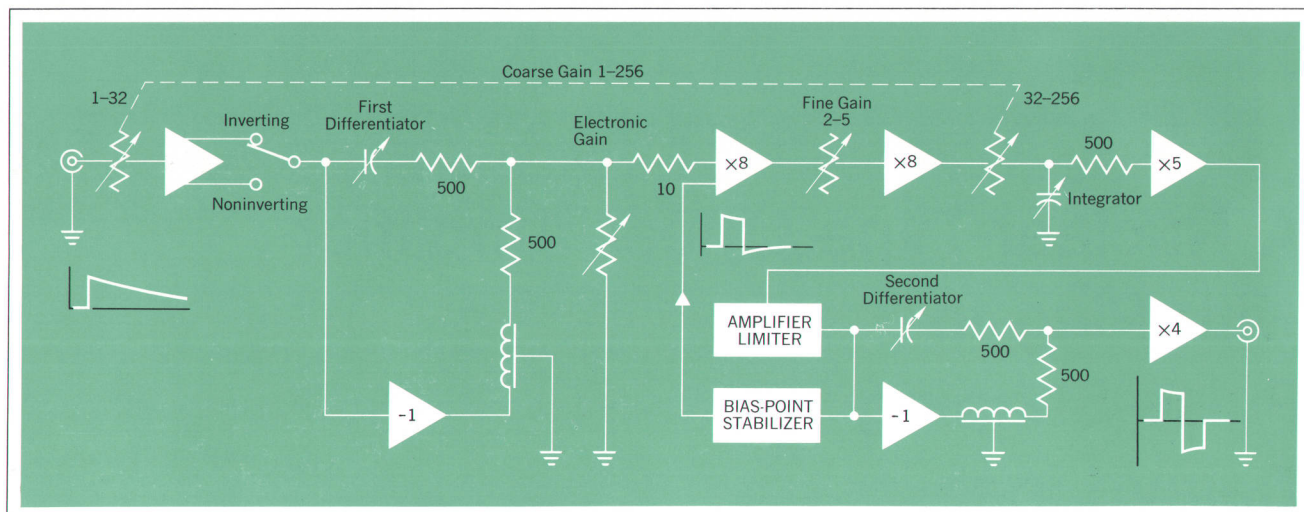 Coarse Gain 1–256
1–32
Inverting
Noninverting
First
Differentiator
500
500
Electronic
Gain
10
×8
Fine Gain
2–5
×8
32–256
500
×5
Integrator
-1
AMPLIFIER
LIMITER
BIAS-POINT
STABILIZER
Second
Differentiator
500
500
-1
×4